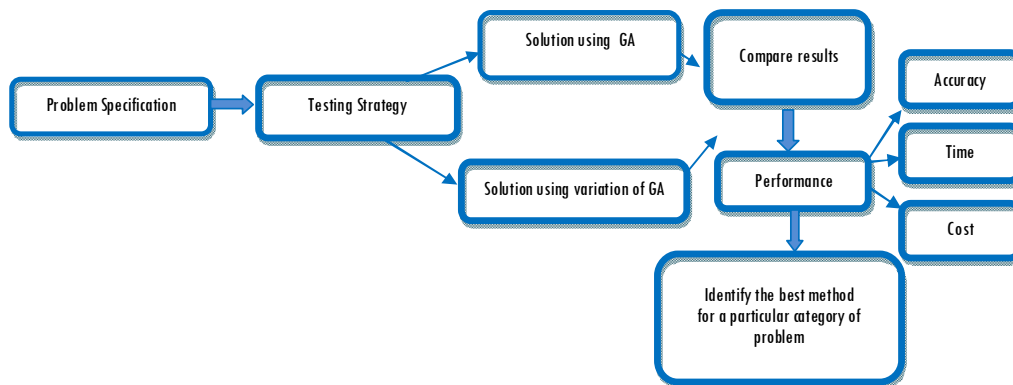 Problem Specification
Testing Strategy
Solution using GA
Solution using variation of GA
Compare results
Performance
Accuracy
Time
Cost
Identify the best method
for a particular category of
problem